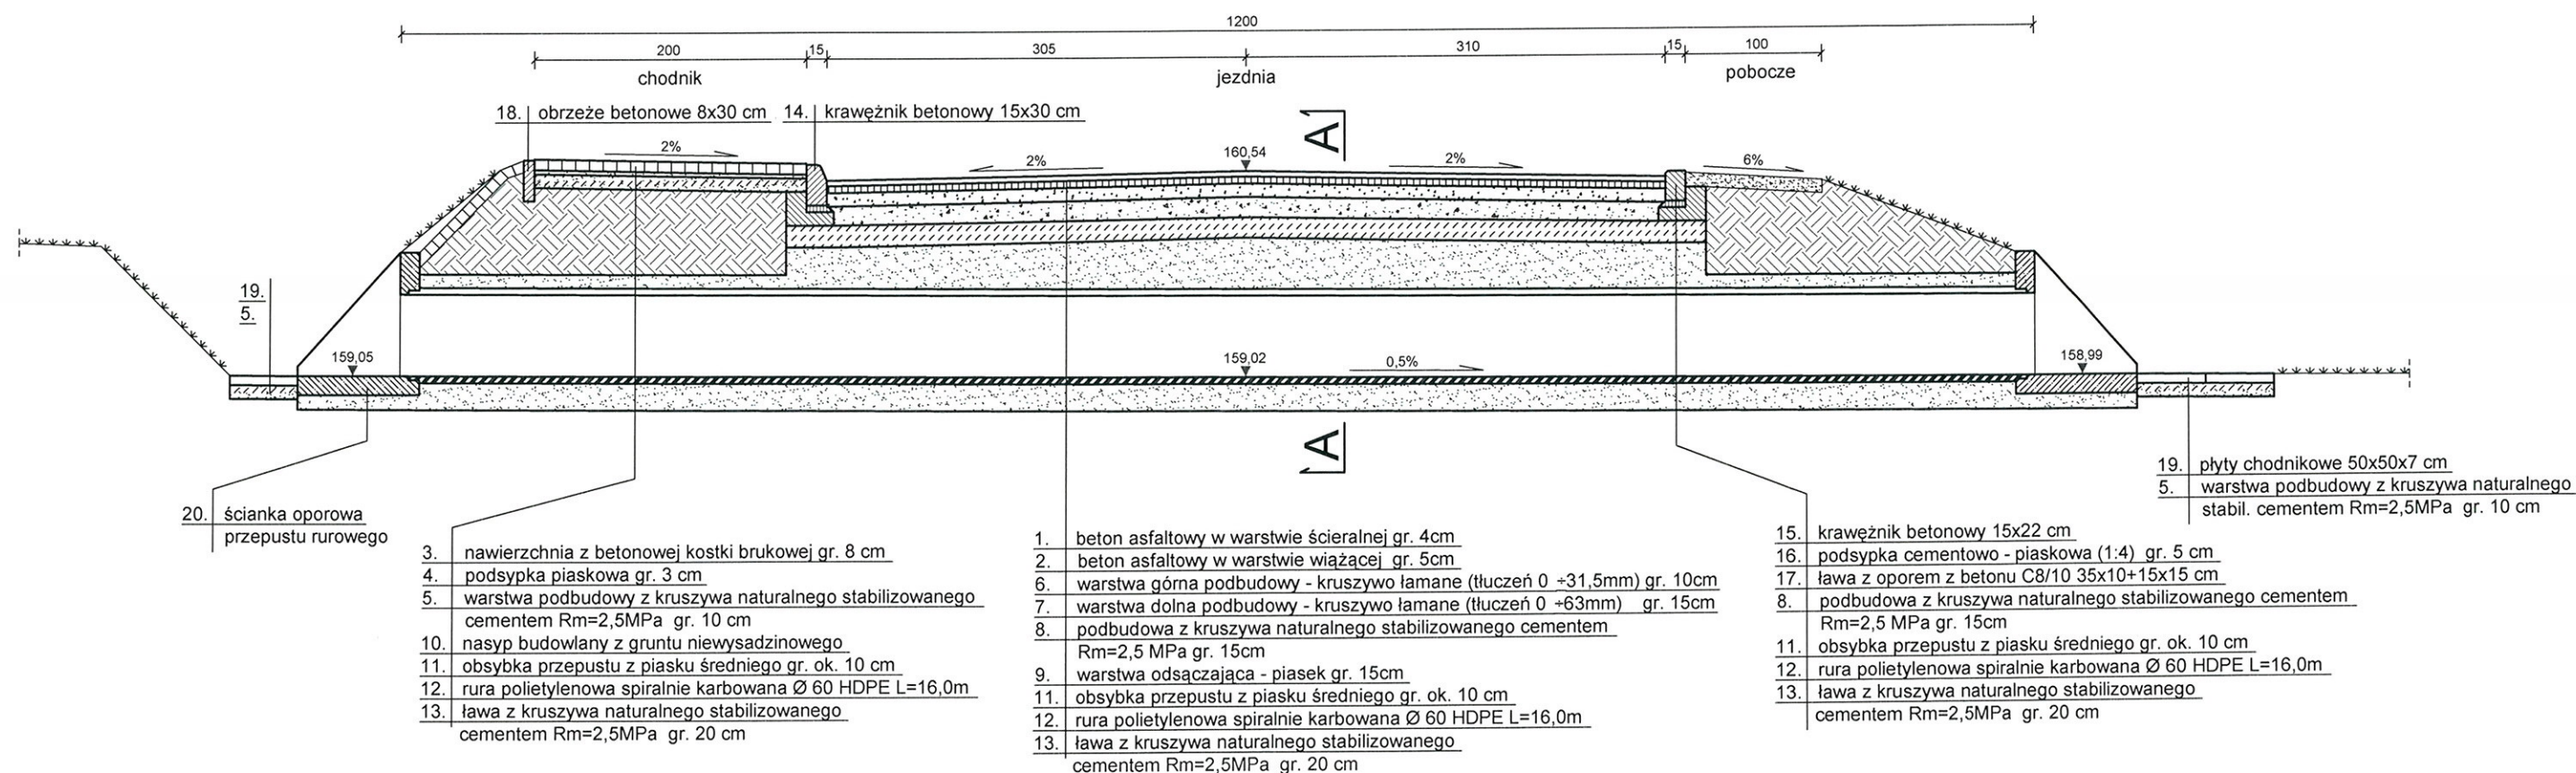 1200
200 15 305 310 15 100
chodnik jezdnia pobocze
18. obrzeże betonowe 8x30 cm 14. krawężnik betonowy 15x30 cm
A
2% 2% 160,54 2% 6%
19.
5.
159,05 159,02 0,5% 158,99
A
20. ścianka oporowa
przepustu rurowego
3. nawierzchnia z betonowej kostki brukowej gr. 8 cm
4. podsypka piaskowa gr. 3 cm
5. warstwa podbudowy z kruszywa naturalnego stabilizowanego
cementem Rm=2,5MPa gr. 10 cm
10. nasyp budowlany z gruntu niewysadzinowego
11. obsybka przepustu z piasku średniego gr. ok. 10 cm
12. rura polietylenowa spiralnie karbowana Ø 60 HDPE L=16,0m
13. ława z kruszywa naturalnego stabilizowanego
cementem Rm=2,5MPa gr. 20 cm
1. beton asfaltowy w warstwie ścieralnej gr. 4cm
2. beton asfaltowy w warstwie wiążącej gr. 5cm
6. warstwa górna podbudowy - kruszywo łamane (tłuczeń 0 ÷31,5mm) gr. 10cm
7. warstwa dolna podbudowy - kruszywo łamane (tłuczeń 0 ÷63mm) gr. 15cm
8. podbudowa z kruszywa naturalnego stabilizowanego cementem
Rm=2,5 MPa gr. 15cm
9. warstwa odsączająca - piasek gr. 15cm
11. obsybka przepustu z piasku średniego gr. ok. 10 cm
12. rura polietylenowa spiralnie karbowana Ø 60 HDPE L=16,0m
13. ława z kruszywa naturalnego stabilizowanego
cementem Rm=2,5MPa gr. 20 cm
15. krawężnik betonowy 15x22 cm
16. podsypka cementowo - piaskowa (1:4) gr. 5 cm
17. ława z oporem z betonu C8/10 35x10+15x15 cm
8. podbudowa z kruszywa naturalnego stabilizowanego cementem
Rm=2,5 MPa gr. 15cm
11. obsybka przepustu z piasku średniego gr. ok. 10 cm
12. rura polietylenowa spiralnie karbowana Ø 60 HDPE L=16,0m
13. ława z kruszywa naturalnego stabilizowanego
cementem Rm=2,5MPa gr. 20 cm
19. płyty chodnikowe 50x50x7 cm
5. warstwa podbudowy z kruszywa naturalnego
stabil. cementem Rm=2,5MPa gr. 10 cm